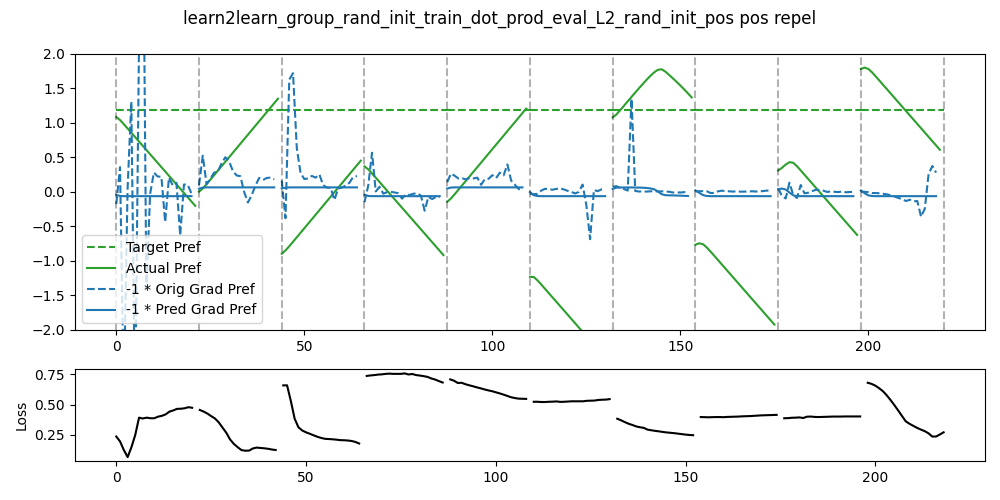 learn2learn_group_rand_init_train_dot_prod_eval_L2_rand_init_pos pos repel
2.0
1.5
1.0
0.5
0.0
−0.5
−1.0
−1.5
−2.0
Target Pref
Actual Pref
-1 * Orig Grad Pref
-1 * Pred Grad Pref
0 50 100 150 200
Loss
0.75
0.50
0.25
0 50 100 150 200